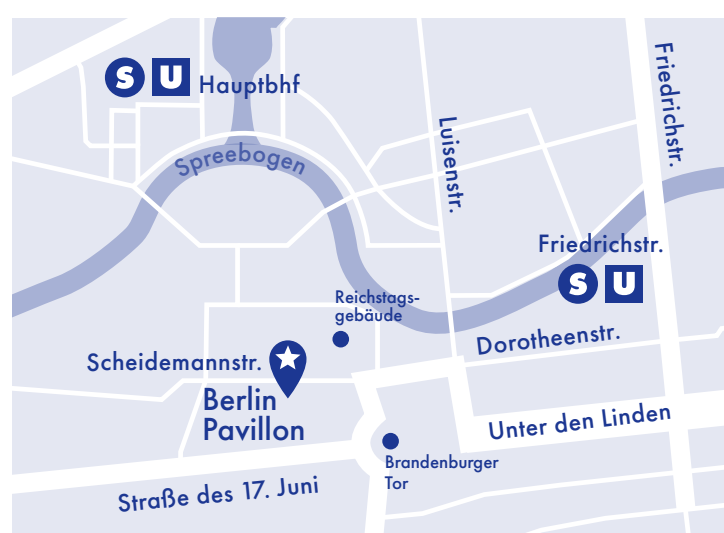 S U Hauptbhf
Friedrichstr.
Luisenstr.
Spreebogen
Friedrichstr.
S U
Reichstags-
gebäude
Dorotheenstr.
Scheidemannstr.
Berlin
Pavillon
Unter den Linden
Brandenburger
Tor
Straße des 17. Juni